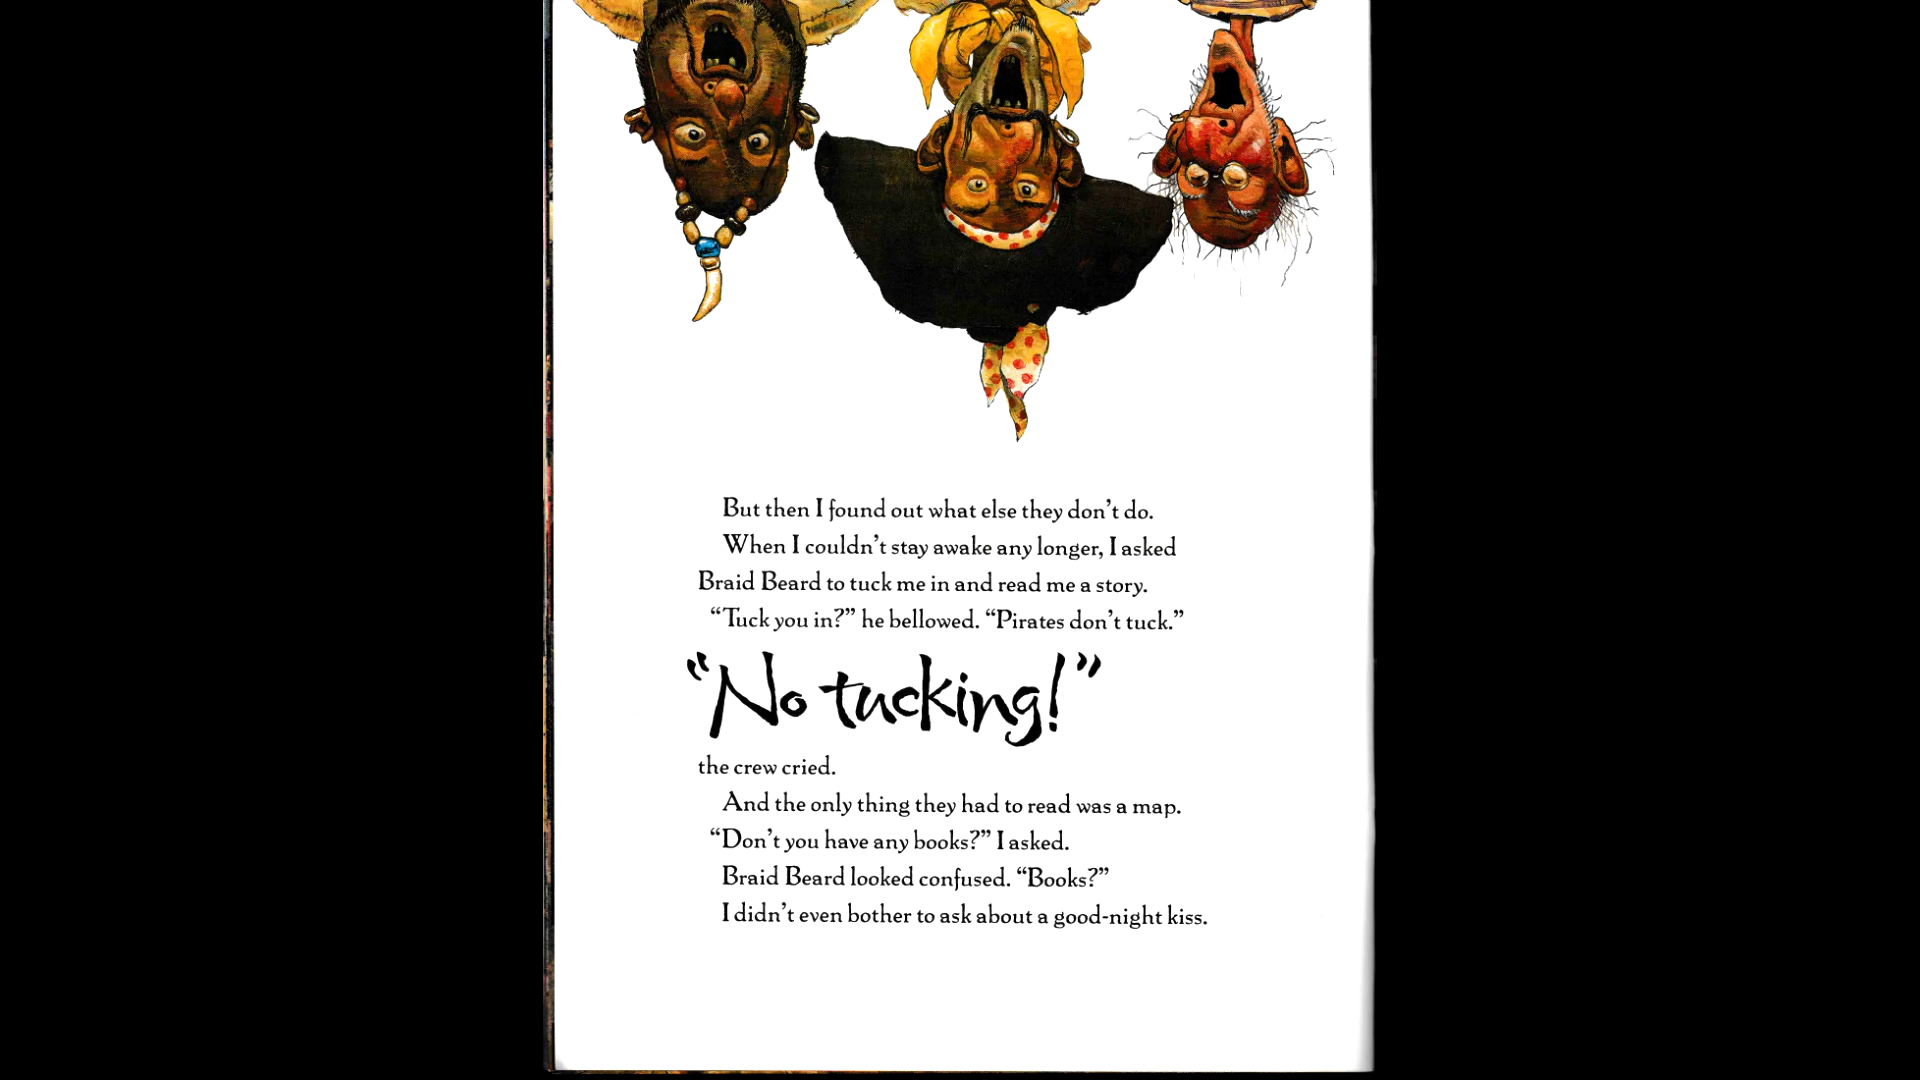 But then I found out what else they don't do.
When I couldn't stay awake any longer, I asked
Braid Beard to tuck me in and read me a story.
“Tuck you in?” he bellowed. “Pirates don't tuck.”
“No tucking!”
the crew cried.
And the only thing they had to read was a map.
“Don't you have any books?” I asked.
Braid Beard looked confused. “Books?”
I didn't even bother to ask about a good-night kiss.